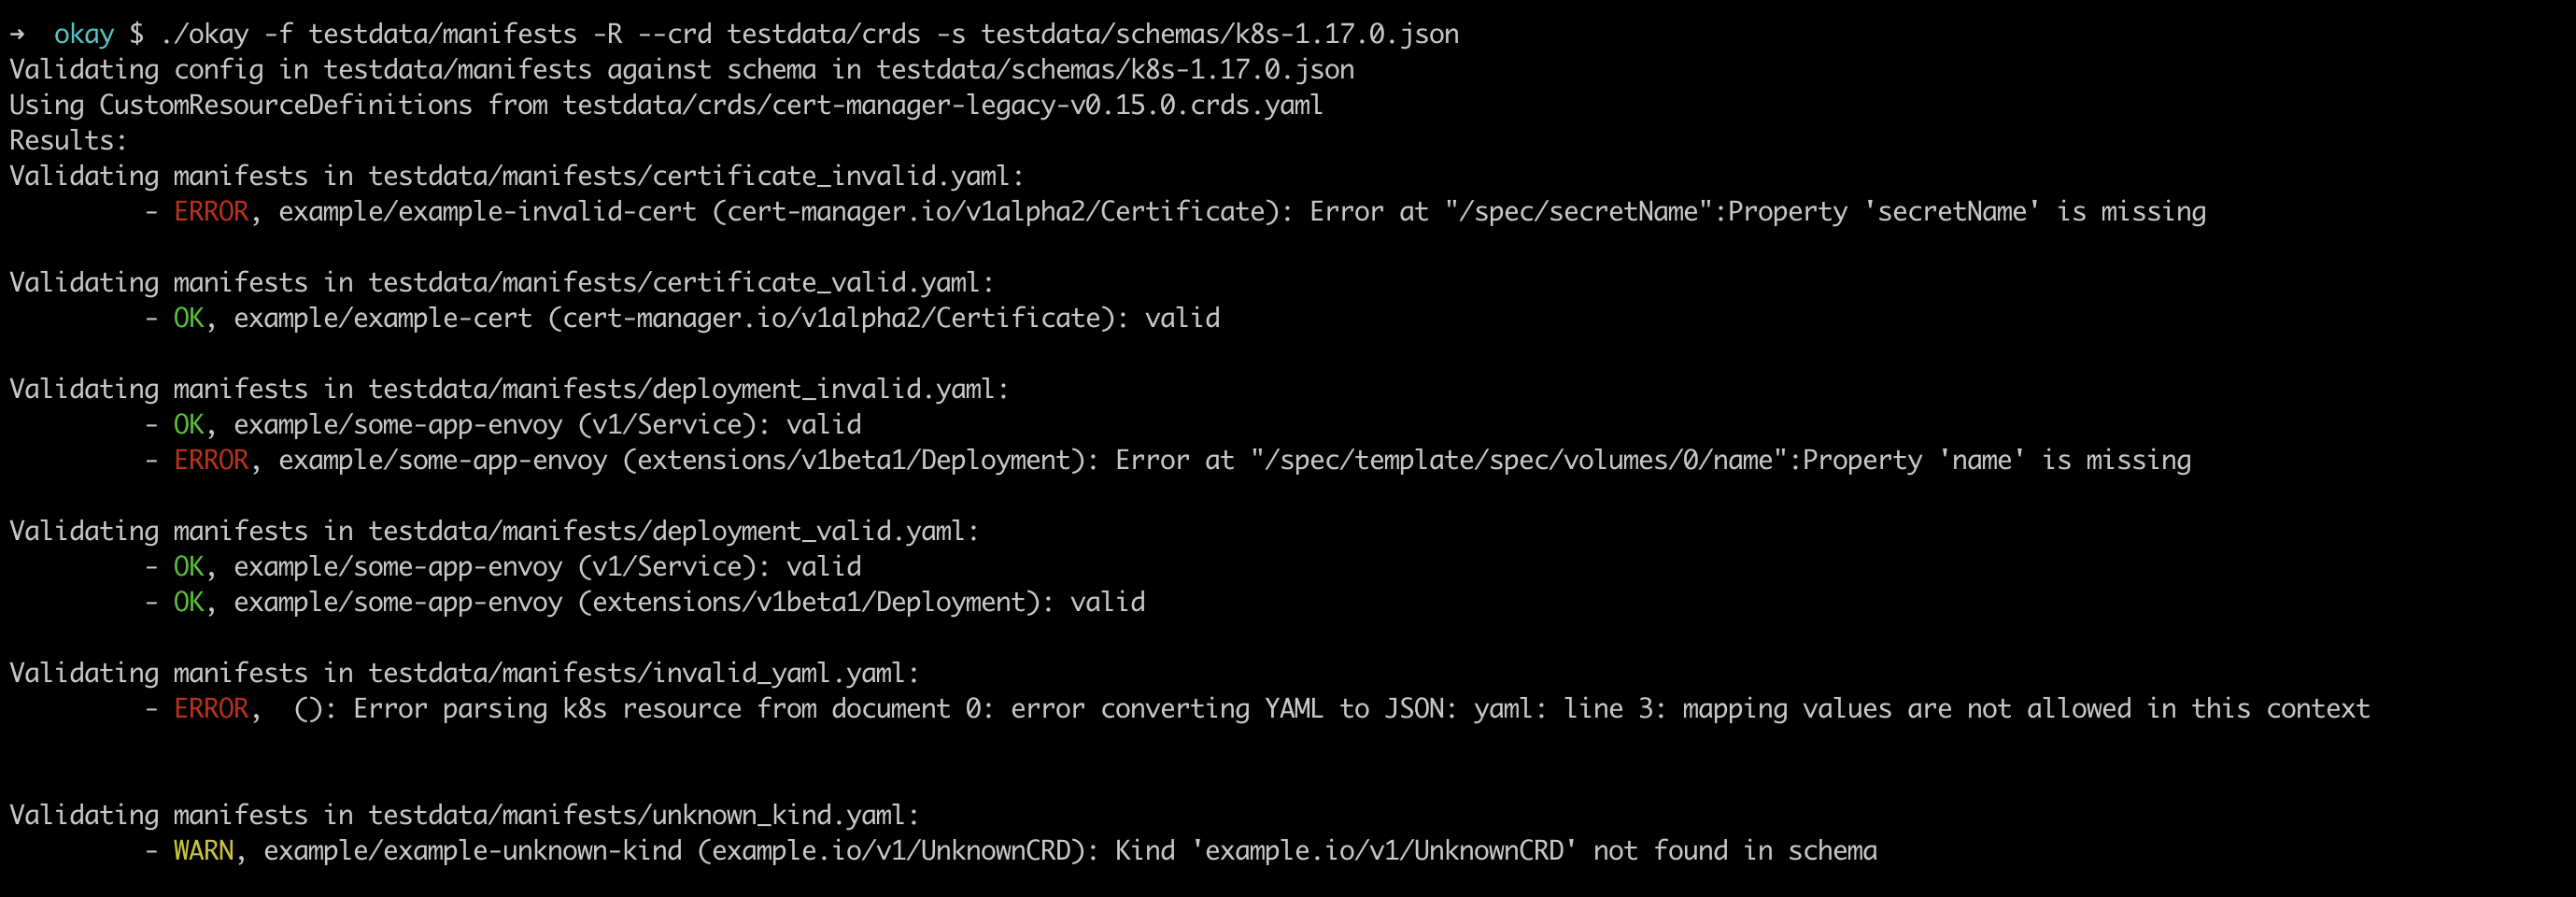 →  okay $ ./okay -f testdata/manifests -R --crd testdata/crds -s testdata/schemas/k8s-1.17.0.json
Validating config in testdata/manifests against schema in testdata/schemas/k8s-1.17.0.json
Using CustomResourceDefinitions from testdata/crds/cert-manager-legacy-v0.15.0.crds.yaml
Results:
Validating manifests in testdata/manifests/certificate_invalid.yaml:
- ERROR, example/example-invalid-cert (cert-manager.io/v1alpha2/Certificate): Error at "/spec/secretName":Property 'secretName' is missing
Validating manifests in testdata/manifests/certificate_valid.yaml:
- OK, example/example-cert (cert-manager.io/v1alpha2/Certificate): valid
Validating manifests in testdata/manifests/deployment_invalid.yaml:
- OK, example/some-app-envoy (v1/Service): valid
- ERROR, example/some-app-envoy (extensions/v1beta1/Deployment): Error at "/spec/template/spec/volumes/0/name":Property 'name' is missing
Validating manifests in testdata/manifests/deployment_valid.yaml:
- OK, example/some-app-envoy (v1/Service): valid
- OK, example/some-app-envoy (extensions/v1beta1/Deployment): valid
Validating manifests in testdata/manifests/invalid_yaml.yaml:
- ERROR,  (): Error parsing k8s resource from document 0: error converting YAML to JSON: yaml: line 3: mapping values are not allowed in this context
Validating manifests in testdata/manifests/unknown_kind.yaml:
- WARN, example/example-unknown-kind (example.io/v1/UnknownCRD): Kind 'example.io/v1/UnknownCRD' not found in schema